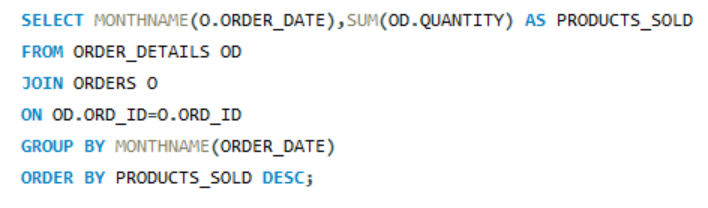 SELECT MONTHNAME(O.ORDER_DATE),SUM(OD.QUANTITY) AS PRODUCTS_SOLD
FROM ORDER_DETAILS OD
JOIN ORDERS O
ON OD.ORD_ID=O.ORD_ID
GROUP BY MONTHNAME(ORDER_DATE)
ORDER BY PRODUCTS_SOLD DESC;